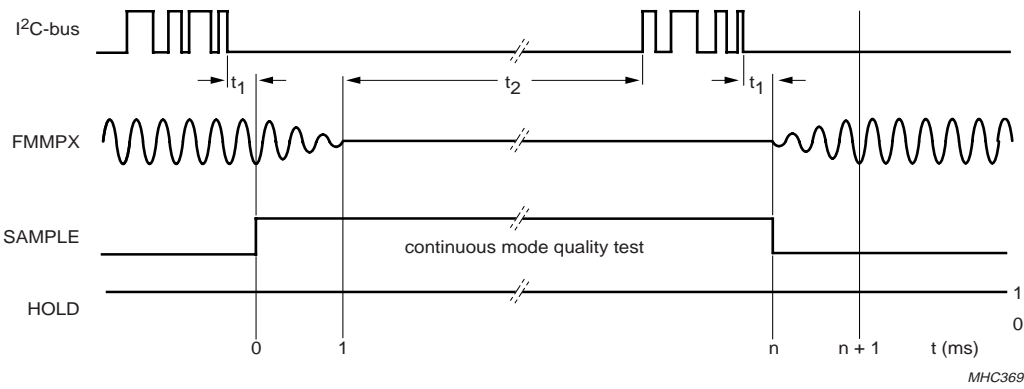 I²C-bus
t₁
t₂
t₁
FMMPX
SAMPLE
continuous mode quality test
HOLD
1
0
0
1
n
n + 1
t (ms)
MHC369